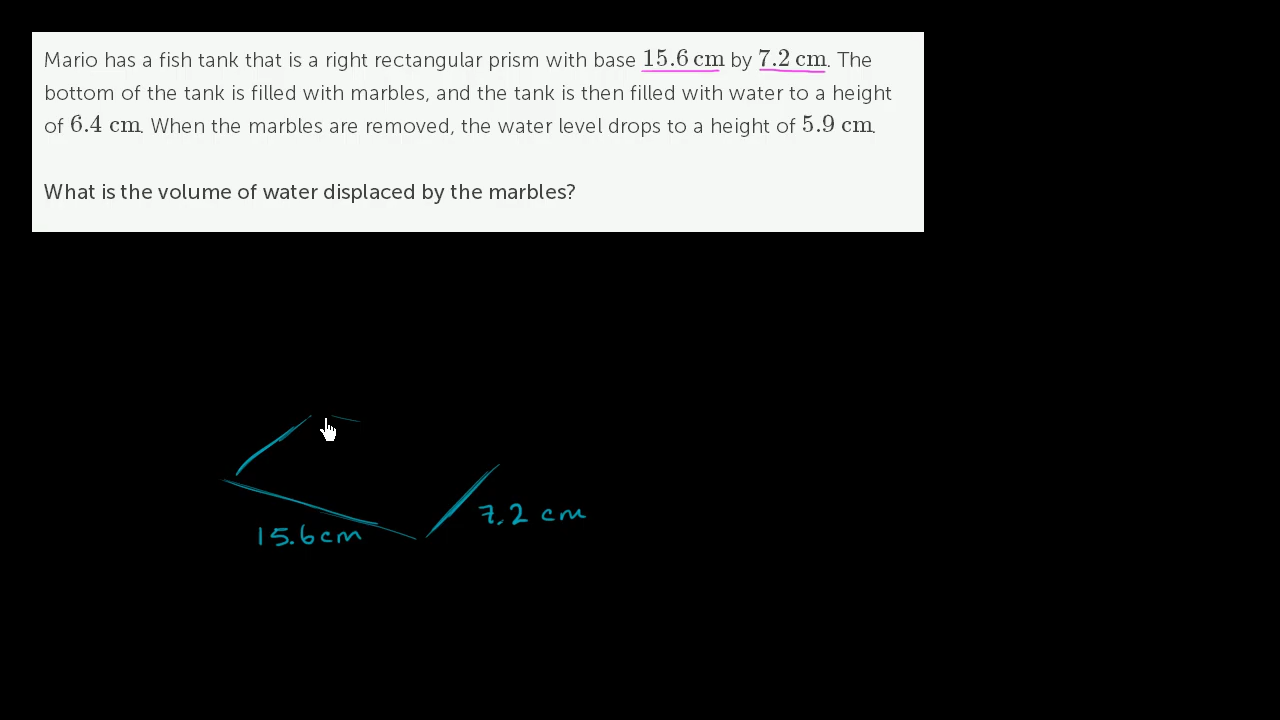 Mario has a fish tank that is a right rectangular prism with base 15.6 cm by 7.2 cm. The
bottom of the tank is filled with marbles, and the tank is then filled with water to a height
of 6.4 cm. When the marbles are removed, the water level drops to a height of 5.9 cm.
What is the volume of water displaced by the marbles?
7.2 cm
15.6cm